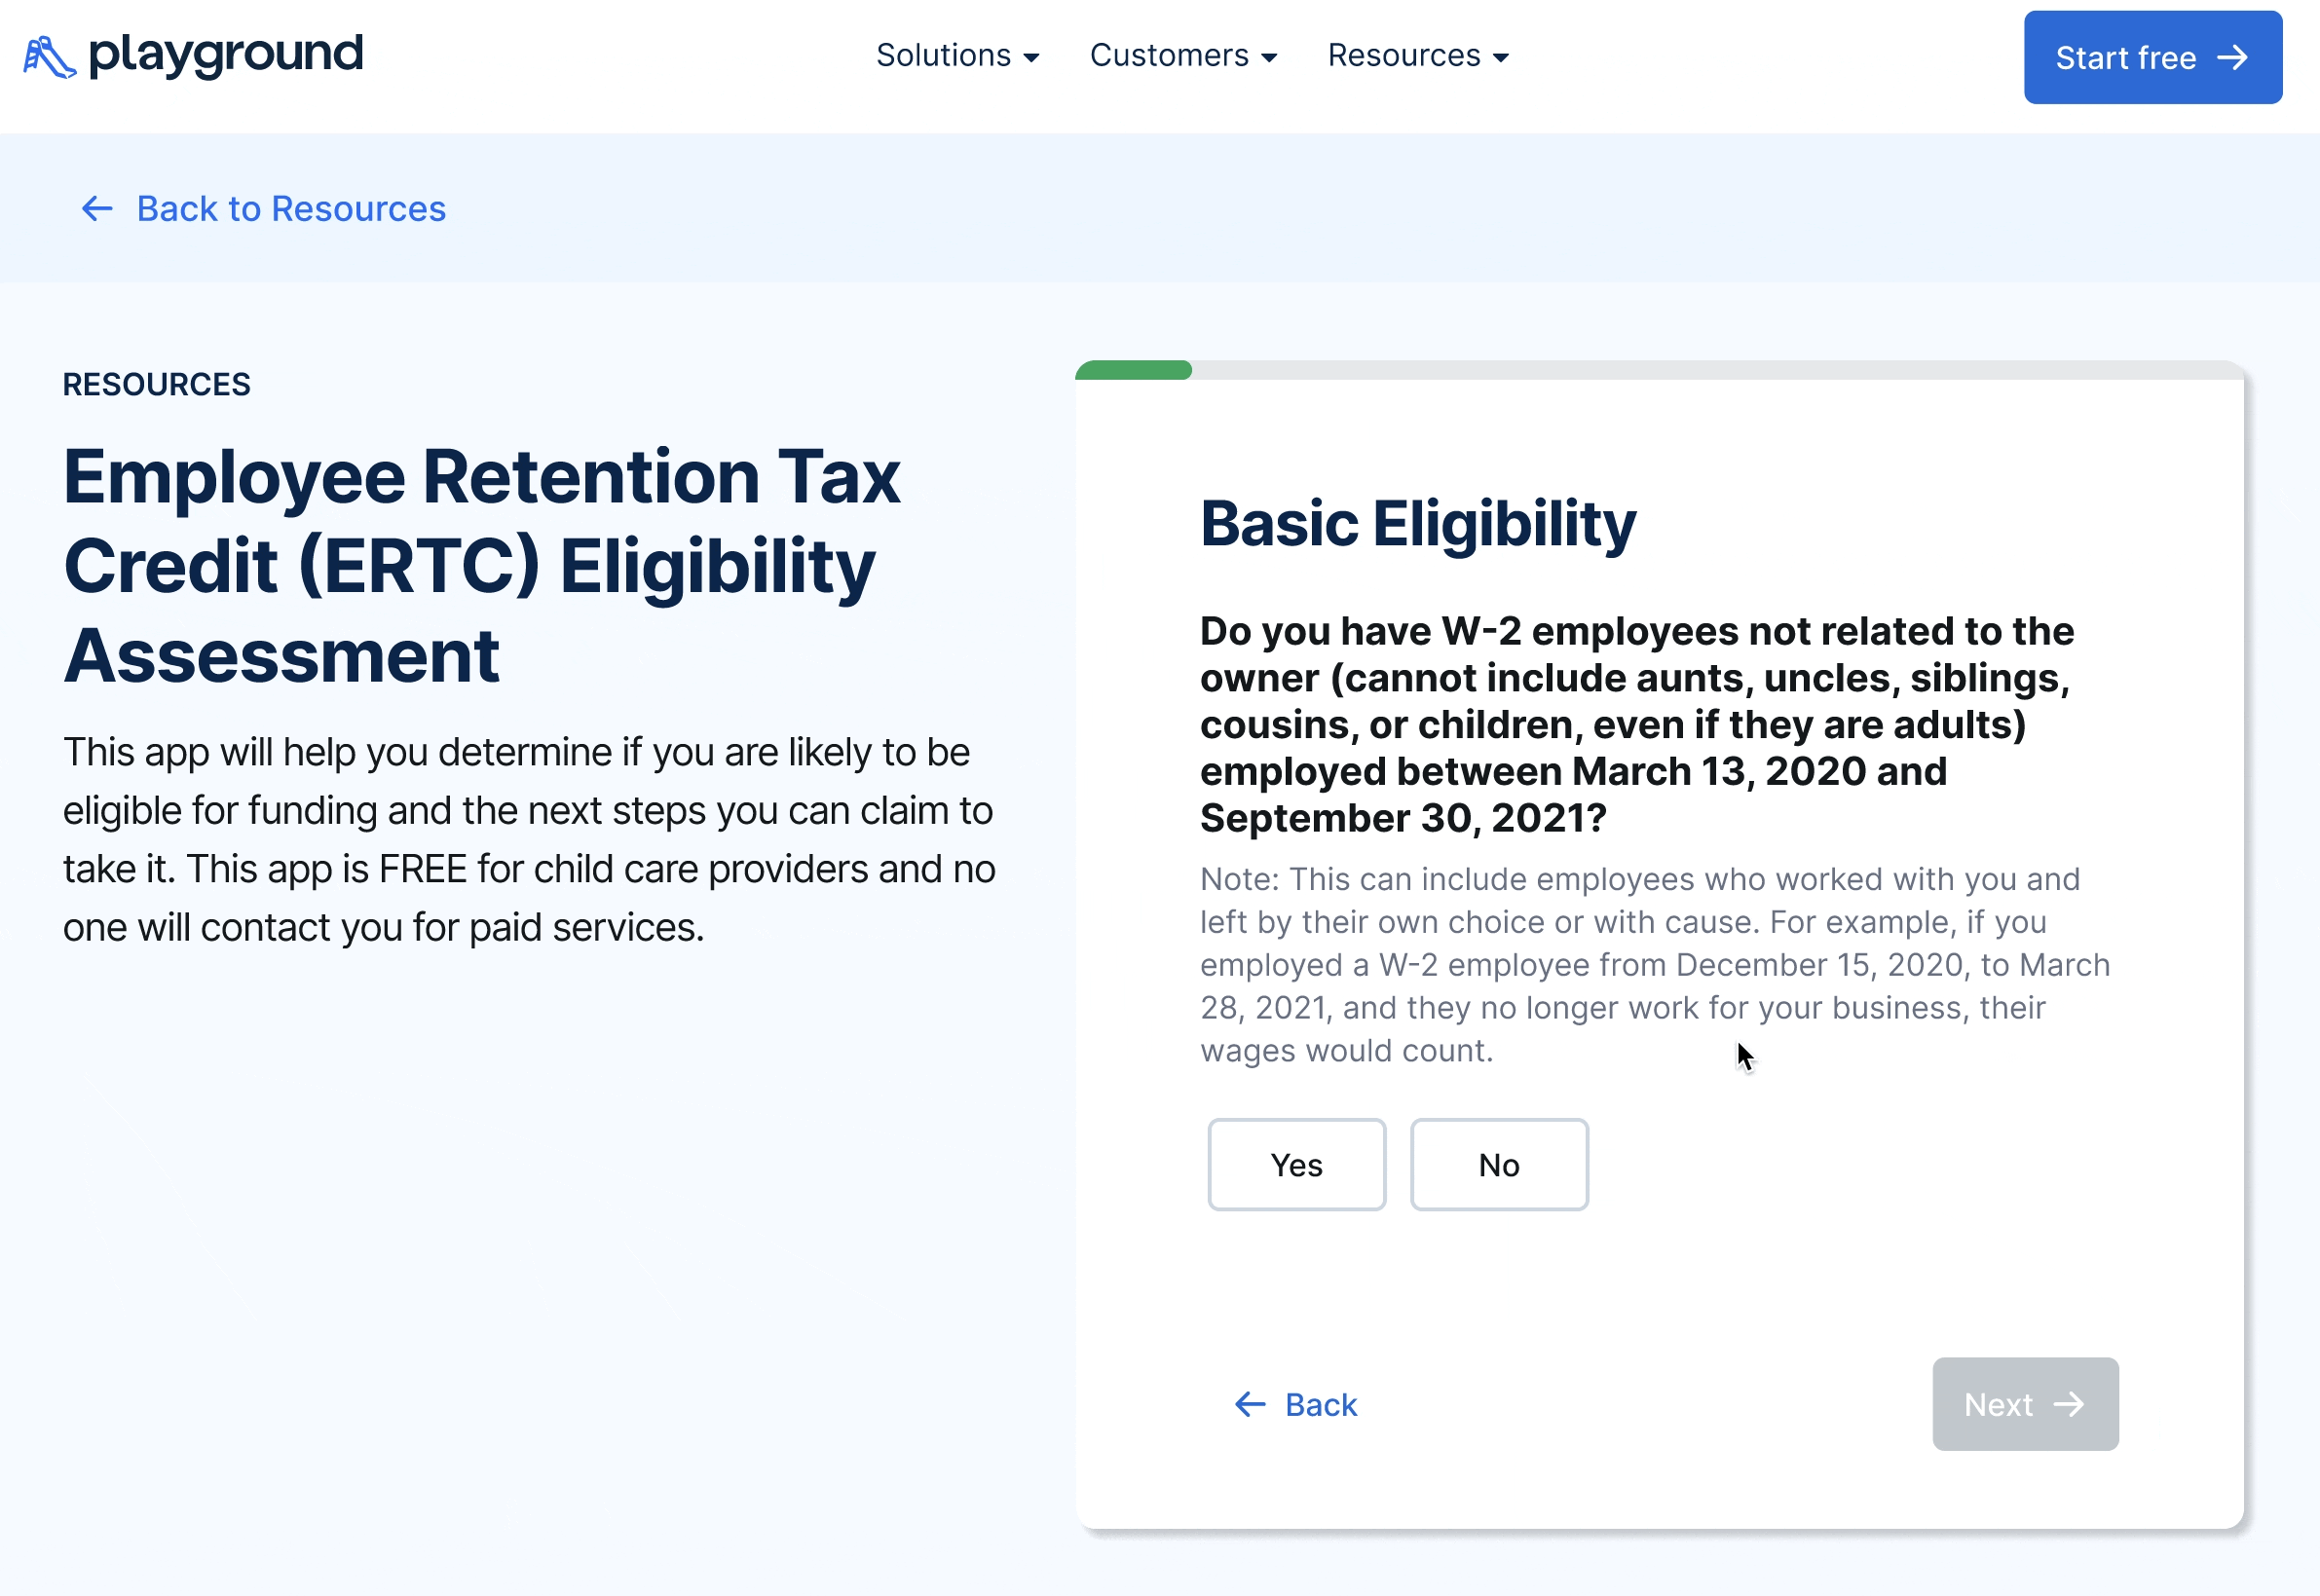 playground
Solutions
Customers
Resources
Start free
Back to Resources
RESOURCES
Employee Retention Tax
Credit (ERTC) Eligibility
Assessment
This app will help you determine if you are likely to be
eligible for funding and the next steps you can claim to
take it. This app is FREE for child care providers and no
one will contact you for paid services.
Basic Eligibility
Do you have W-2 employees not related to the
owner (cannot include aunts, uncles, siblings,
cousins, or children, even if they are adults)
employed between March 13, 2020 and
September 30, 2021?
Note: This can include employees who worked with you and
left by their own choice or with cause. For example, if you
employed a W-2 employee from December 15, 2020, to March
28, 2021, and they no longer work for your business, their
wages would count.
Yes
No
Back
Next